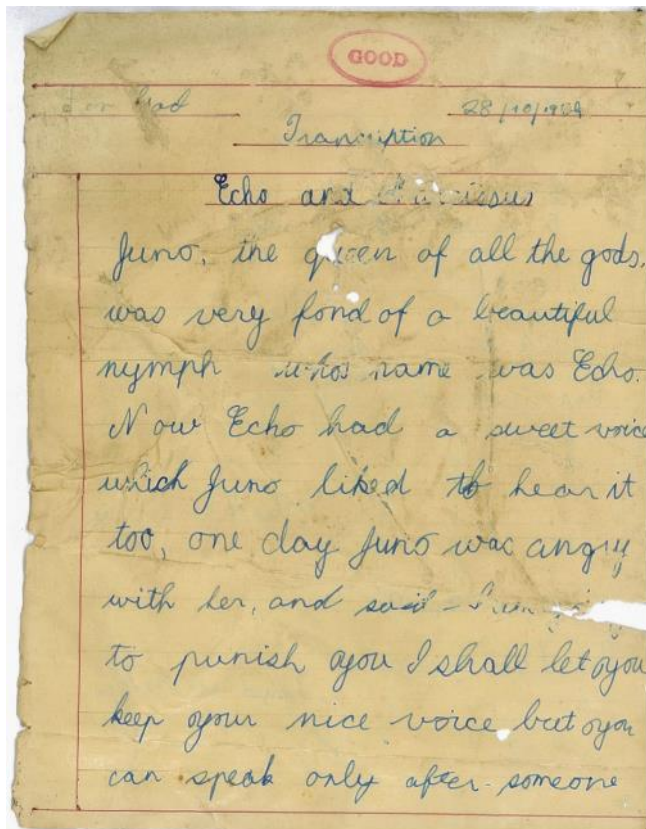 GOOD
28/10/19
Transcription
Echo and
Juno, the queen of all the gods,
was very fond of a beautiful
nymph whos name was Echo.
Now Echo had a sweet voice
which Juno liked to hear it
too, one day Juno was angry
with her, and said
to punish you I shall let you
keep your nice voice but you
can speak only after someone